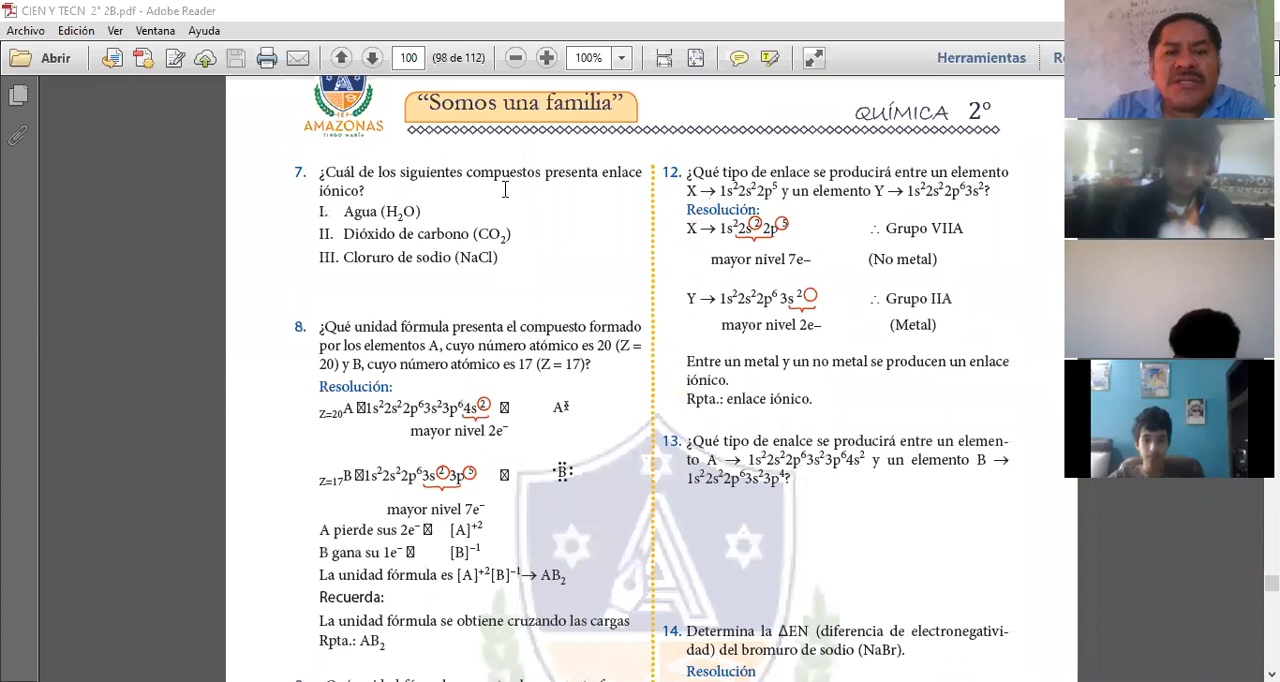 CIEN Y TECN 2° 2B.pdf - Adobe Reader
Archivo Edición Ver Ventana Ayuda
Abrir 100 (98 de 112) 100% Herramientas
"Somos una familia"
AMAZONAS
TINGO MARÍA
QUÍMICA 2°
7. ¿Cuál de los siguientes compuestos presenta enlace
iónico?
I. Agua (H₂O)
II. Dióxido de carbono (CO₂)
III. Cloruro de sodio (NaCl)
8. ¿Qué unidad fórmula presenta el compuesto formado
por los elementos A, cuyo número atómico es 20 (Z =
20) y B, cuyo número atómico es 17 (Z = 17)?
Resolución:
Z=20A 1s²2s²2p⁶3s²3p⁶4s² A
mayor nivel 2e⁻
Z=17B 1s²2s²2p⁶3s²3p⁵ B
mayor nivel 7e⁻
A pierde sus 2e⁻ [A]⁺²
B gana su 1e⁻ [B]⁻¹
La unidad fórmula es [A]⁺²[B]⁻¹→ AB₂
Recuerda:
La unidad fórmula se obtiene cruzando las cargas
Rpta.: AB₂
12. ¿Qué tipo de enlace se producirá entre un elemento
X → 1s²2s²2p⁵ y un elemento Y → 1s²2s²2p⁶3s²?
Resolución:
X → 1s²2s²2p⁵ ∴ Grupo VIIA
mayor nivel 7e– (No metal)
Y → 1s²2s²2p⁶3s² ∴ Grupo IIA
mayor nivel 2e– (Metal)
Entre un metal y un no metal se producen un enlace
iónico.
Rpta.: enlace iónico.
13. ¿Qué tipo de enalce se producirá entre un elemen-
to A → 1s²2s²2p⁶3s²3p⁶4s² y un elemento B →
1s²2s²2p⁶3s²3p⁴?
14. Determina la ΔEN (diferencia de electronegativi-
dad) del bromuro de sodio (NaBr).
Resolución